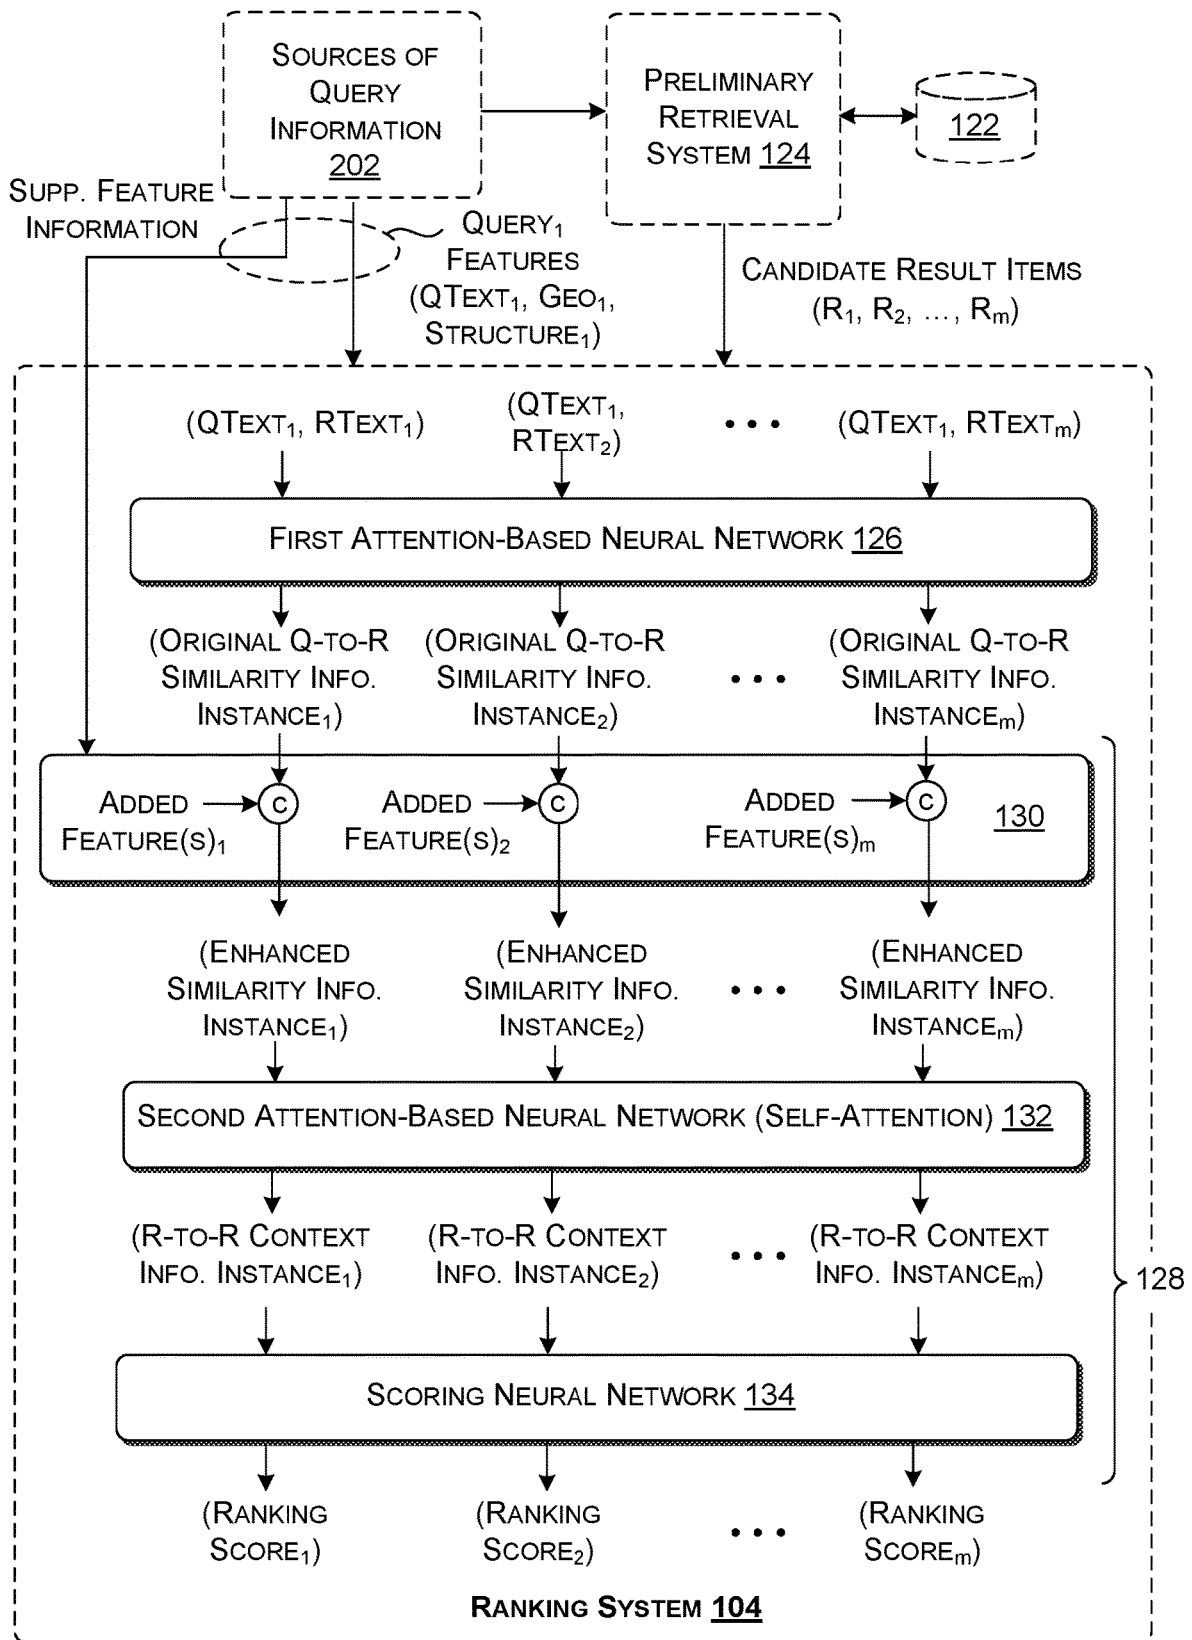 SOURCES OF
QUERY
INFORMATION
202
PRELIMINARY
RETRIEVAL
SYSTEM 124
122
SUPP. FEATURE
INFORMATION
QUERY₁
FEATURES
(QTEXT₁, GEO₁,
STRUCTURE₁)
CANDIDATE RESULT ITEMS
(R₁, R₂, …, Rₘ)
(QTEXT₁, RTEXT₁)
(QTEXT₁,
RTEXT₂)
• • •
(QTEXT₁, RTEXTₘ)
FIRST ATTENTION-BASED NEURAL NETWORK 126
(ORIGINAL Q-TO-R
SIMILARITY INFO.
INSTANCE₁)
(ORIGINAL Q-TO-R
SIMILARITY INFO.
INSTANCE₂)
• • •
(ORIGINAL Q-TO-R
SIMILARITY INFO.
INSTANCEₘ)
ADDED
FEATURE(S)₁
C
ADDED
FEATURE(S)₂
C
ADDED
FEATURE(S)ₘ
C
130
(ENHANCED
SIMILARITY INFO.
INSTANCE₁)
(ENHANCED
SIMILARITY INFO.
INSTANCE₂)
• • •
(ENHANCED
SIMILARITY INFO.
INSTANCEₘ)
SECOND ATTENTION-BASED NEURAL NETWORK (SELF-ATTENTION) 132
(R-TO-R CONTEXT
INFO. INSTANCE₁)
(R-TO-R CONTEXT
INFO. INSTANCE₂)
• • •
(R-TO-R CONTEXT
INFO. INSTANCEₘ)
128
SCORING NEURAL NETWORK 134
(RANKING
SCORE₁)
(RANKING
SCORE₂)
• • •
(RANKING
SCOREₘ)
RANKING SYSTEM 104